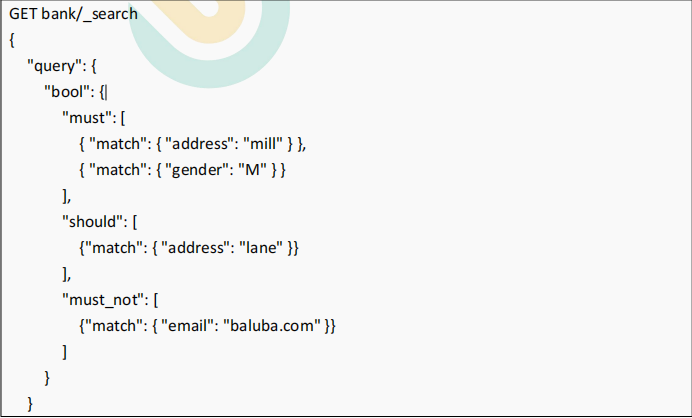 GET bank/_search
{
"query": {
"bool": {
"must": [
{ "match": { "address": "mill" } },
{ "match": { "gender": "M" } }
],
"should": [
{"match": { "address": "lane" }}
],
"must_not": [
{"match": { "email": "baluba.com" }}
]
}
}